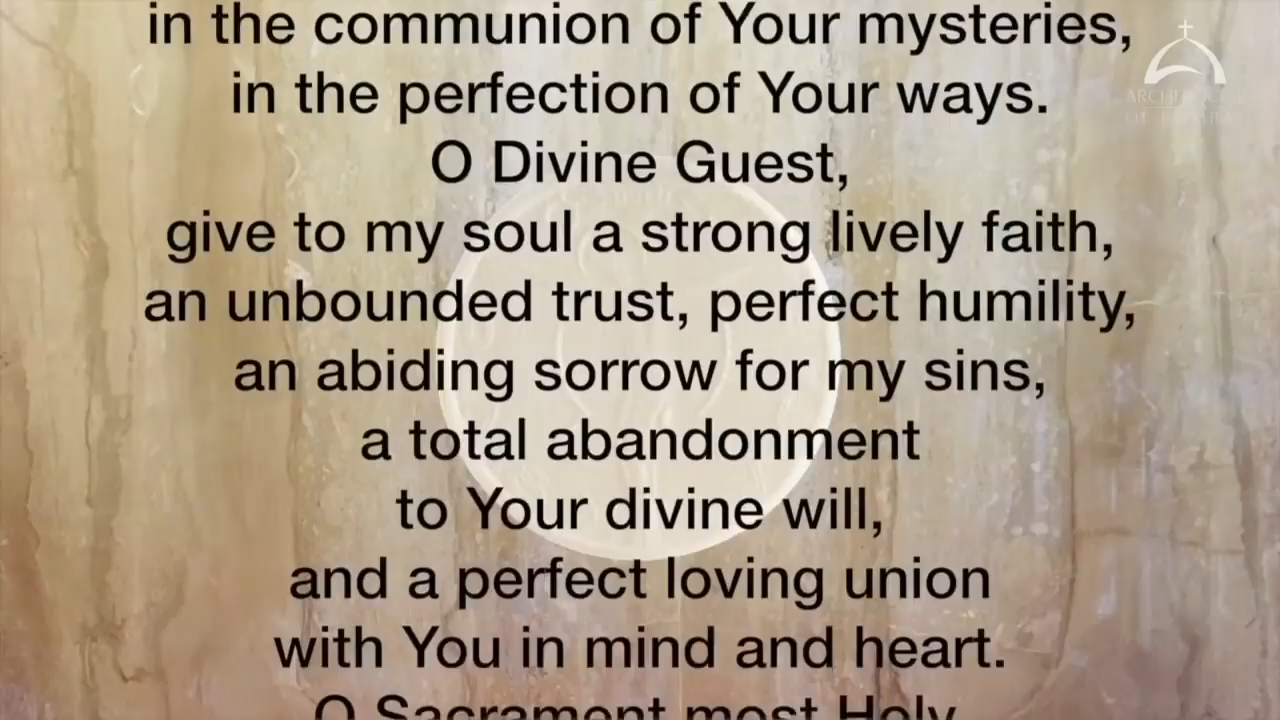 in the communion of Your mysteries,
in the perfection of Your ways.
O Divine Guest,
give to my soul a strong lively faith,
an unbounded trust, perfect humility,
an abiding sorrow for my sins,
a total abandonment
to Your divine will,
and a perfect loving union
with You in mind and heart.
O Sacrament most Holy,